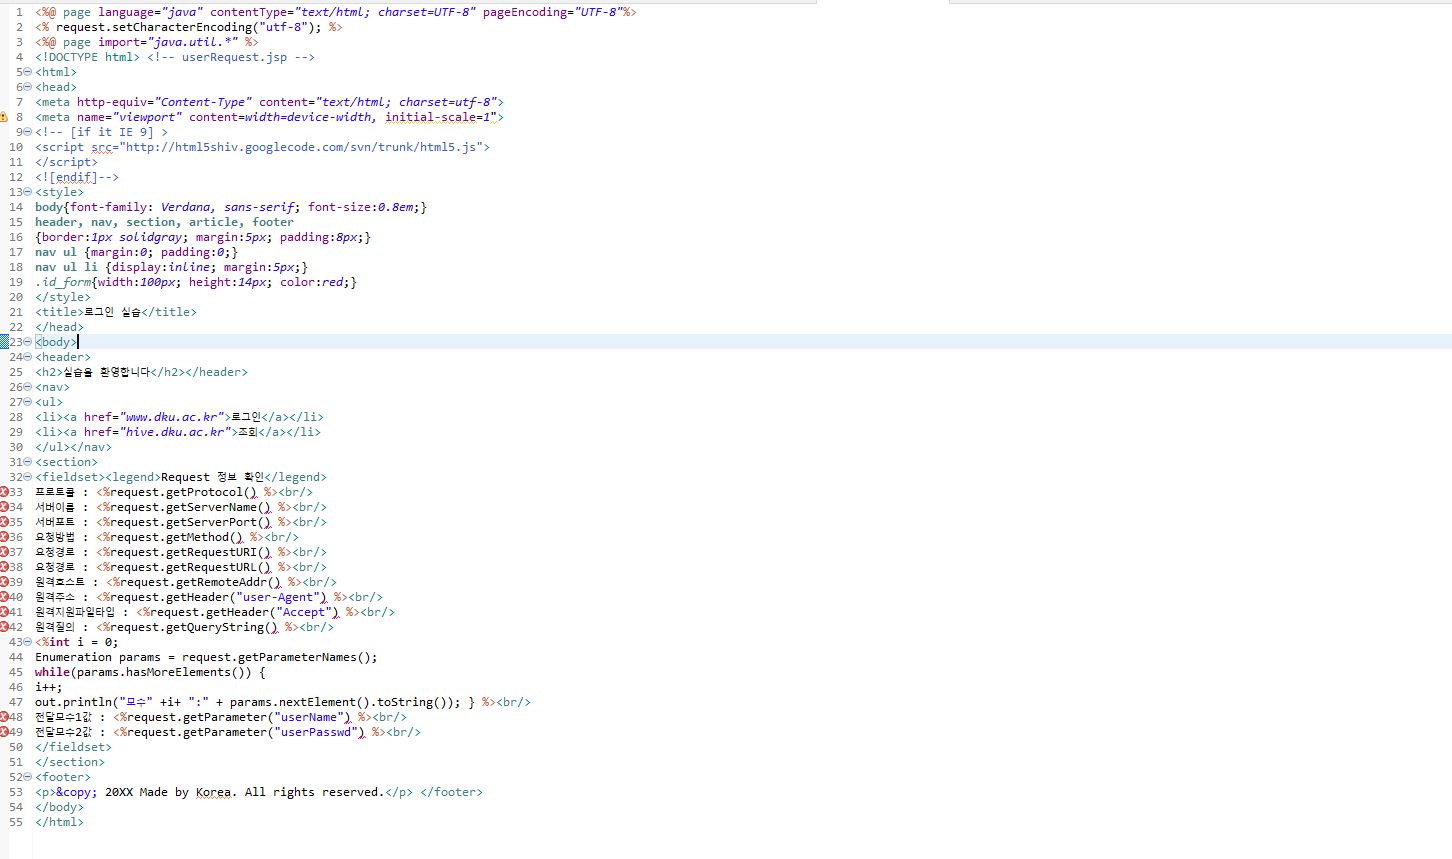 1 <%@ page language="java" contentType="text/html; charset=UTF-8" pageEncoding="UTF-8"%>
2 <% request.setCharacterEncoding("utf-8"); %>
3 <%@ page import="java.util.*" %>
4 <!DOCTYPE html> <!-- userRequest.jsp -->
5 <html>
6 <head>
7 <meta http-equiv="Content-Type" content="text/html; charset=utf-8">
8 <meta name="viewport" content=width=device-width, initial-scale=1">
9 <!-- [if it IE 9] >
10 <script src="http://html5shiv.googlecode.com/svn/trunk/html5.js">
11 </script>
12 <![endif]-->
13 <style>
14 body{font-family: Verdana, sans-serif; font-size:0.8em;}
15 header, nav, section, article, footer
16 {border:1px solidgray; margin:5px; padding:8px;}
17 nav ul {margin:0; padding:0;}
18 nav ul li {display:inline; margin:5px;}
19 .id_form{width:100px; height:14px; color:red;}
20 </style>
21 <title>로그인 실습</title>
22 </head>
23 <body>
24 <header>
25 <h2>실습을 환영합니다</h2></header>
26 <nav>
27 <ul>
28 <li><a href="www.dku.ac.kr">로그인</a></li>
29 <li><a href="hive.dku.ac.kr">조회</a></li>
30 </ul></nav>
31 <section>
32 <fieldset><legend>Request 정보 확인</legend>
33 프로토콜 : <%request.getProtocol() %><br/>
34 서버이름 : <%request.getServerName() %><br/>
35 서버포트 : <%request.getServerPort() %><br/>
36 요청방법 : <%request.getMethod() %><br/>
37 요청경로 : <%request.getRequestURI() %><br/>
38 요청경로 : <%request.getRequestURL() %><br/>
39 원격호스트 : <%request.getRemoteAddr() %><br/>
40 원격주소 : <%request.getHeader("user-Agent") %><br/>
41 원격지원파일타입 : <%request.getHeader("Accept") %><br/>
42 원격질의 : <%request.getQueryString() %><br/>
43 <%int i = 0;
44 Enumeration params = request.getParameterNames();
45 while(params.hasMoreElements()) {
46 i++;
47 out.println("모수" +i+ ":" + params.nextElement().toString()); } %><br/>
48 전달모수1값 : <%request.getParameter("userName") %><br/>
49 전달모수2값 : <%request.getParameter("userPasswd") %><br/>
50 </fieldset>
51 </section>
52 <footer>
53 <p>&copy; 20XX Made by Korea. All rights reserved.</p> </footer>
54 </body>
55 </html>